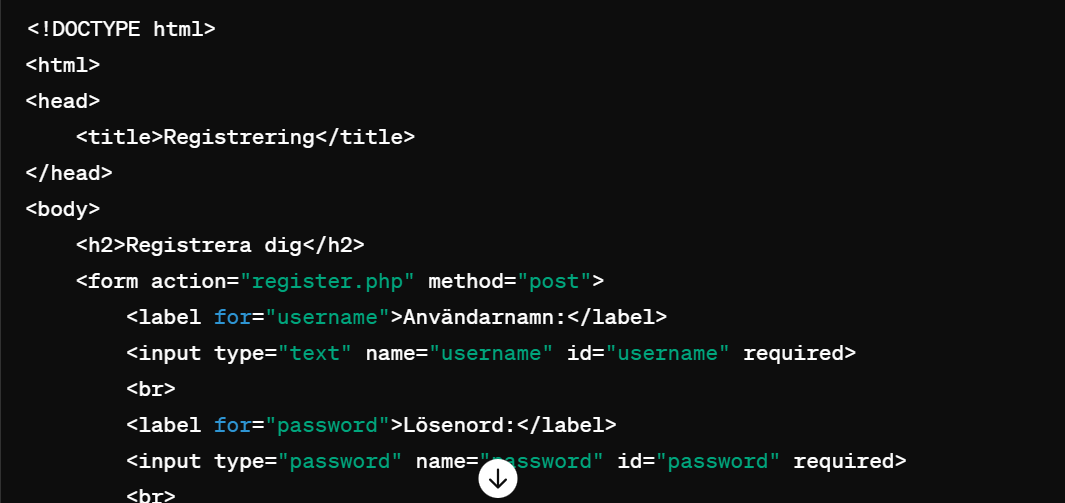 <!DOCTYPE html>
<html>
<head>
    <title>Registrering</title>
</head>
<body>
    <h2>Registrera dig</h2>
    <form action="register.php" method="post">
        <label for="username">Användarnamn:</label>
        <input type="text" name="username" id="username" required>
        <br>
        <label for="password">Lösenord:</label>
        <input type="password" name="password" id="password" required>
        <br>